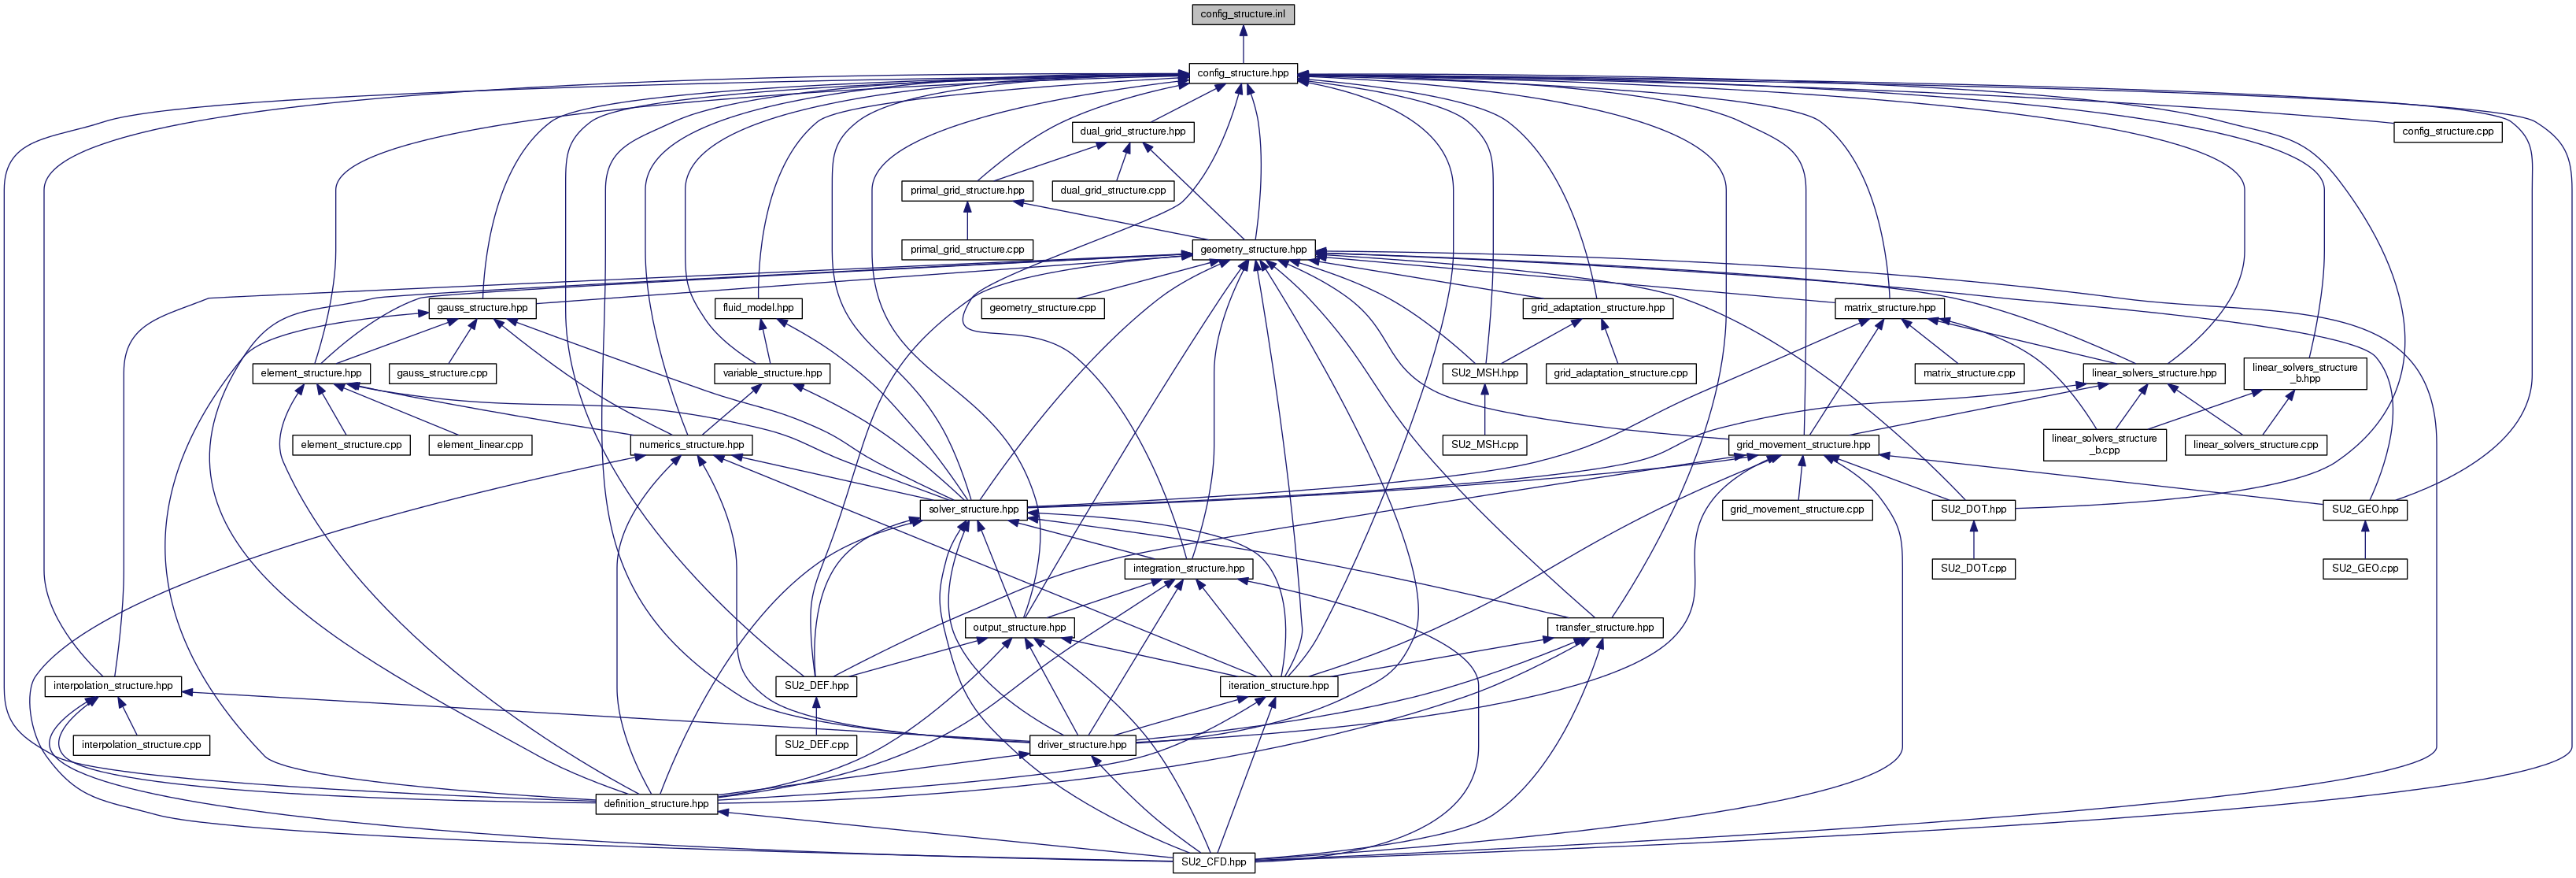 config_structure.inl
config_structure.hpp
dual_grid_structure.hpp
config_structure.cpp
primal_grid_structure.hpp
dual_grid_structure.cpp
primal_grid_structure.cpp
geometry_structure.hpp
gauss_structure.hpp
fluid_model.hpp
geometry_structure.cpp
grid_adaptation_structure.hpp
matrix_structure.hpp
element_structure.hpp
gauss_structure.cpp
variable_structure.hpp
SU2_MSH.hpp
grid_adaptation_structure.cpp
matrix_structure.cpp
linear_solvers_structure.hpp
linear_solvers_structure
_b.hpp
element_structure.cpp
element_linear.cpp
numerics_structure.hpp
SU2_MSH.cpp
grid_movement_structure.hpp
linear_solvers_structure
_b.cpp
linear_solvers_structure.cpp
solver_structure.hpp
grid_movement_structure.cpp
SU2_DOT.hpp
SU2_GEO.hpp
integration_structure.hpp
SU2_DOT.cpp
SU2_GEO.cpp
output_structure.hpp
transfer_structure.hpp
interpolation_structure.hpp
SU2_DEF.hpp
iteration_structure.hpp
interpolation_structure.cpp
SU2_DEF.cpp
driver_structure.hpp
definition_structure.hpp
SU2_CFD.hpp